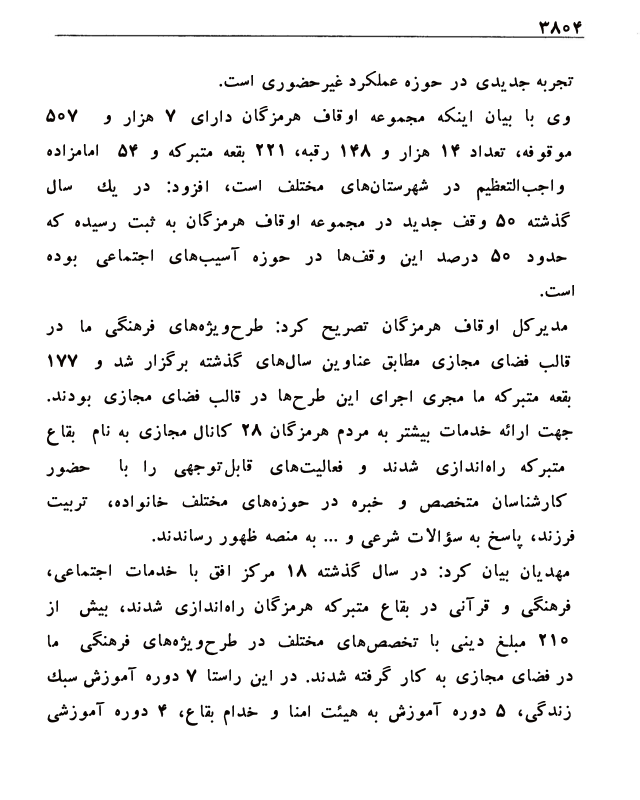 ۳۸۰۴
تجربه جدیدی در حوزه عملکرد غیرحضوری است.
وی با بیان اینکه مجموعه اوقاف هرمزگان دارای ۷ هزار و ۵۰۷
موقوفه، تعداد ۱۴ هزار و ۱۴۸ رقبه، ۲۲۱ بقعه متبرکه و ۵۴ امامزاده
واجب‌التعظیم در شهرستان‌های مختلف است، افزود: در یك سال
گذشته ۵۰ وقف جدید در مجموعه اوقاف هرمزگان به ثبت رسیده که
حدود ۵۰ درصد این وقف‌ها در حوزه آسیب‌های اجتماعی بوده
است.
مدیرکل اوقاف هرمزگان تصریح کرد: طرح‌ویژه‌های فرهنگی ما در
قالب فضای مجازی مطابق عناوین سال‌های گذشته برگزار شد و ۱۷۷
بقعه متبرکه ما مجری اجرای این طرح‌ها در قالب فضای مجازی بودند.
جهت ارائه خدمات بیشتر به مردم هرمزگان ۲۸ کانال مجازی به نام بقاع
متبرکه راه‌اندازی شدند و فعالیت‌های قابل‌توجهی را با حضور
کارشناسان متخصص و خبره در حوزه‌های مختلف خانواده، تربیت
فرزند، پاسخ به سؤالات شرعی و ... به منصه ظهور رساندند.
مهدیان بیان کرد: در سال گذشته ۱۸ مرکز افق با خدمات اجتماعی،
فرهنگی و قرآنی در بقاع متبرکه هرمزگان راه‌اندازی شدند، بیش از
۲۱۰ مبلغ دینی با تخصص‌های مختلف در طرح‌ویژه‌های فرهنگی ما
در فضای مجازی به کار گرفته شدند. در این راستا ۷ دوره آموزش سبك
زندگی، ۵ دوره آموزش به هیئت امنا و خدام بقاع، ۴ دوره آموزشی